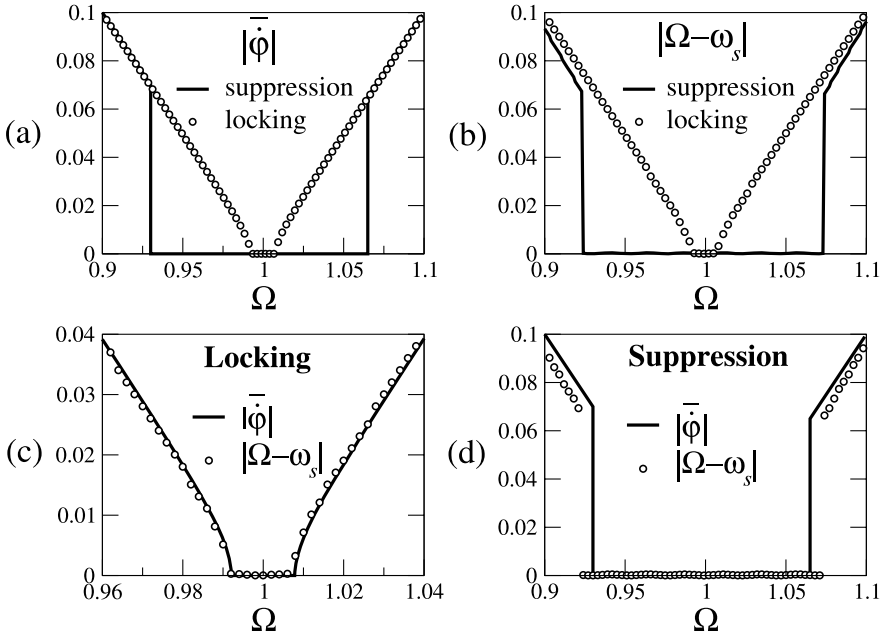 (a)
0.1
0.08
0.06
0.04
0.02
0
|φ̇̅|
suppression
locking
0.9 0.95 1 1.05 1.1
Ω
(b)
0.1
0.08
0.06
0.04
0.02
0
|Ω−ωₛ|
suppression
locking
0.9 0.95 1 1.05 1.1
Ω
(c)
0.04
0.03
0.02
0.01
0
Locking
|φ̇̅|
|Ω−ωₛ|
0.96 0.98 1 1.02 1.04
Ω
(d)
0.1
0.08
0.06
0.04
0.02
0
Suppression
|φ̇̅|
|Ω−ωₛ|
0.9 0.95 1 1.05 1.1
Ω